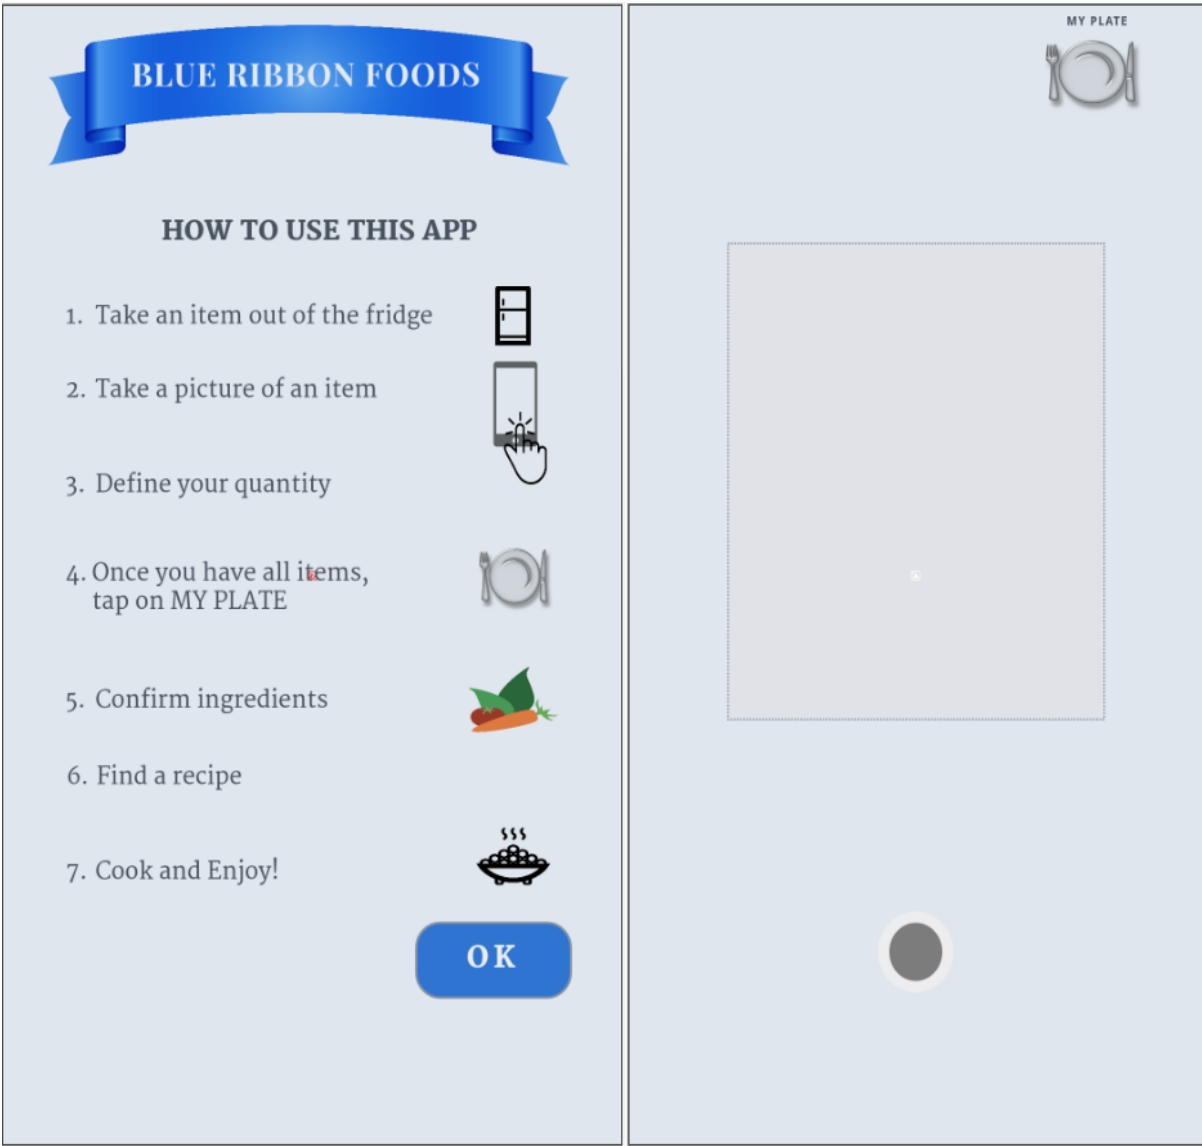 BLUE RIBBON FOODS
HOW TO USE THIS APP
1. Take an item out of the fridge
2. Take a picture of an item
3. Define your quantity
4. Once you have all items,
tap on MY PLATE
5. Confirm ingredients
6. Find a recipe
7. Cook and Enjoy!
OK
MY PLATE